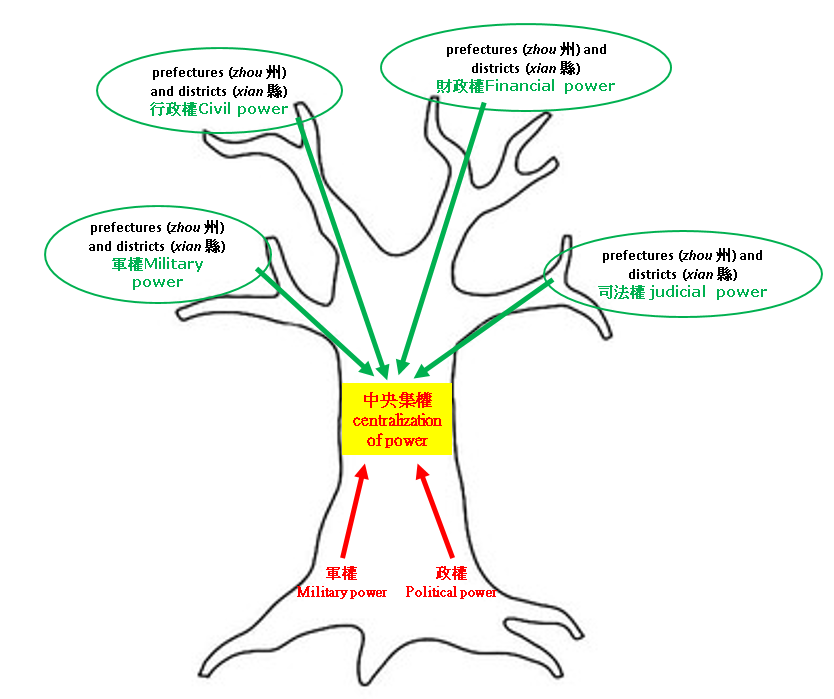 prefectures (zhou 州)
and districts (xian 縣)
行政權Civil power
prefectures (zhou 州) and
districts (xian 縣)
財政權Financial power
prefectures (zhou 州)
and districts (xian 縣)
軍權Military
power
prefectures (zhou 州) and
districts (xian 縣)
司法權 judicial power
中央集權
centralization
of power
軍權
Military power
政權
Political power